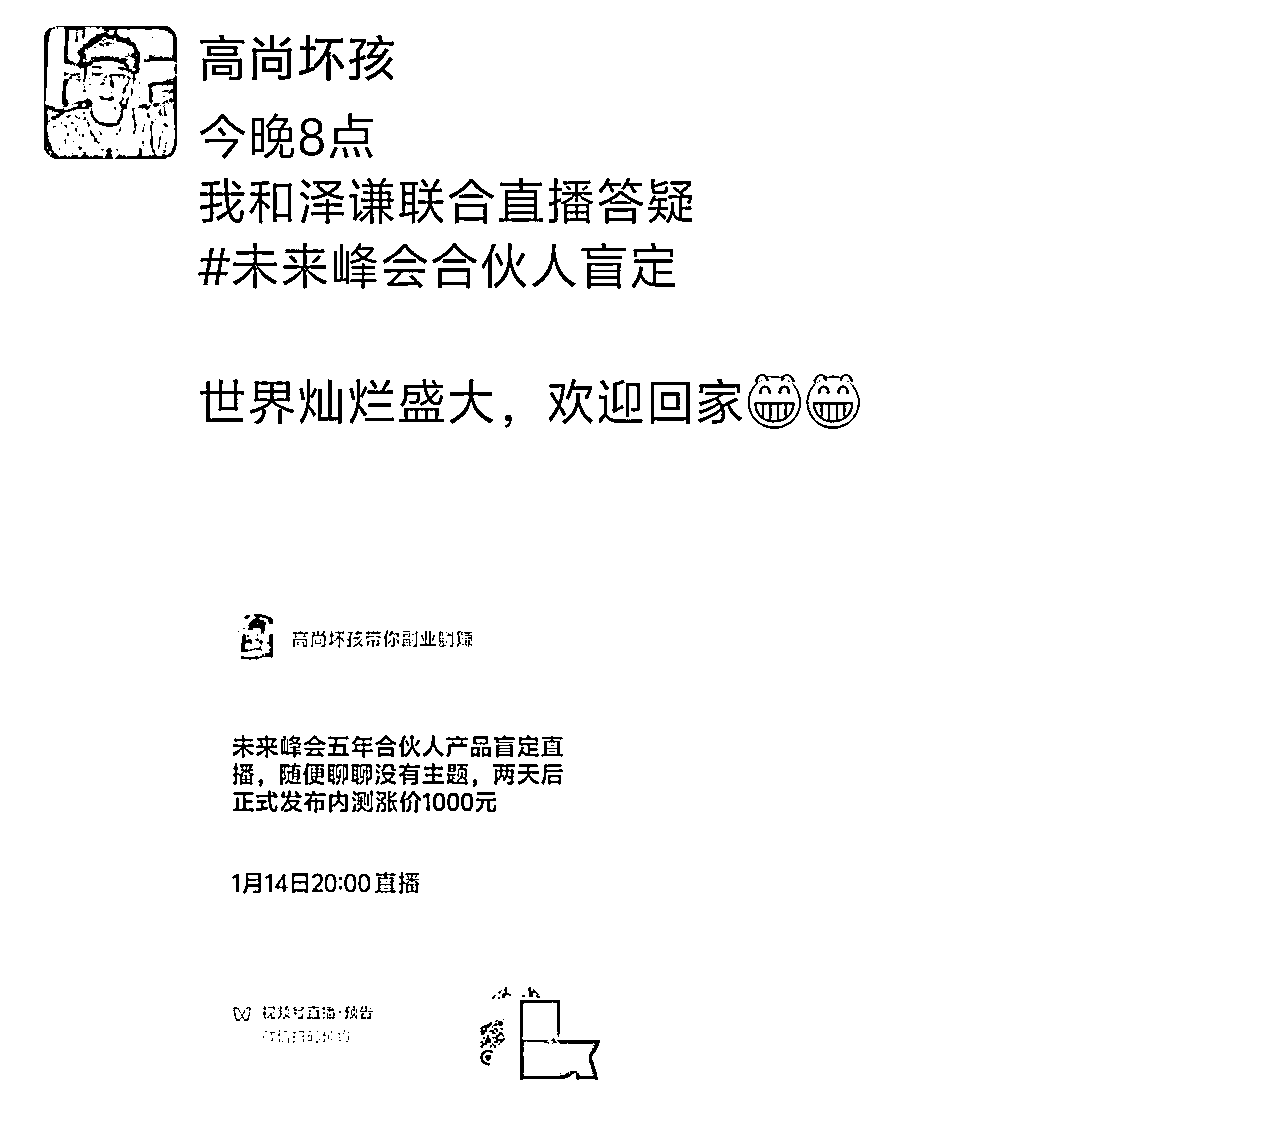 高尚坏孩
今晚8点
我和泽谦联合直播答疑
#未来峰会合伙人盲定
世界灿烂盛大，欢迎回家😁😁
高尚坏孩带你副业躺赚
未来峰会五年合伙人产品盲定直
播，随便聊聊没有主题，两天后
正式发布内测涨价1000元
1月14日20:00直播
视频号直播·预告